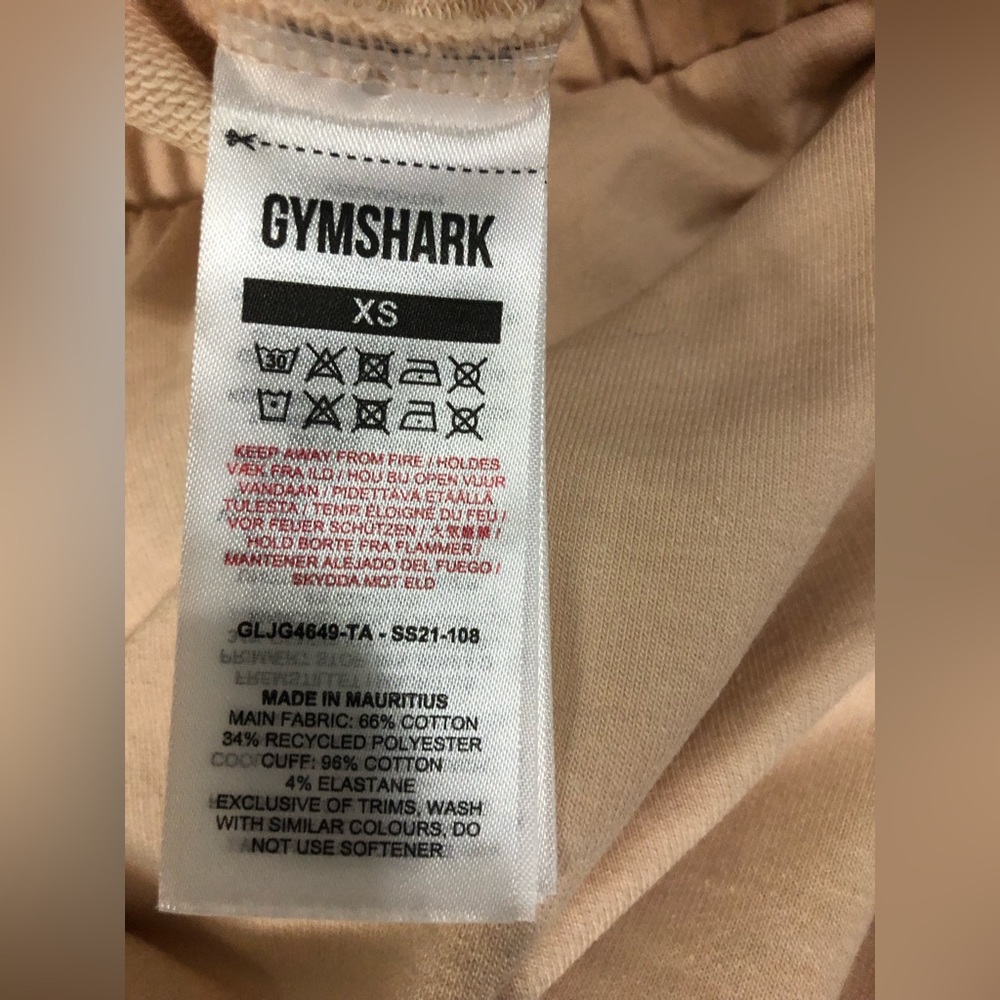 GYMSHARK
XS
30
KEEP AWAY FROM FIRE / HOLDES
VÆK FRA ILD / HOU BIJ OPEN VUUR
VANDAAN / PIDETTÄVÄ ETÄÄLLÄ
TULESTA / TENIR ÉLOIGNÉ DU FEU /
VOR FEUER SCHÜTZEN /
HOLD BORTE FRA FLAMMER /
MANTENER ALEJADO DEL FUEGO /
SKYDDA MOT ELD
GLJG4649-TA - SS21-108
MADE IN MAURITIUS
MAIN FABRIC: 66% COTTON
34% RECYCLED POLYESTER
CUFF: 96% COTTON
4% ELASTANE
EXCLUSIVE OF TRIMS, WASH
WITH SIMILAR COLOURS, DO
NOT USE SOFTENER